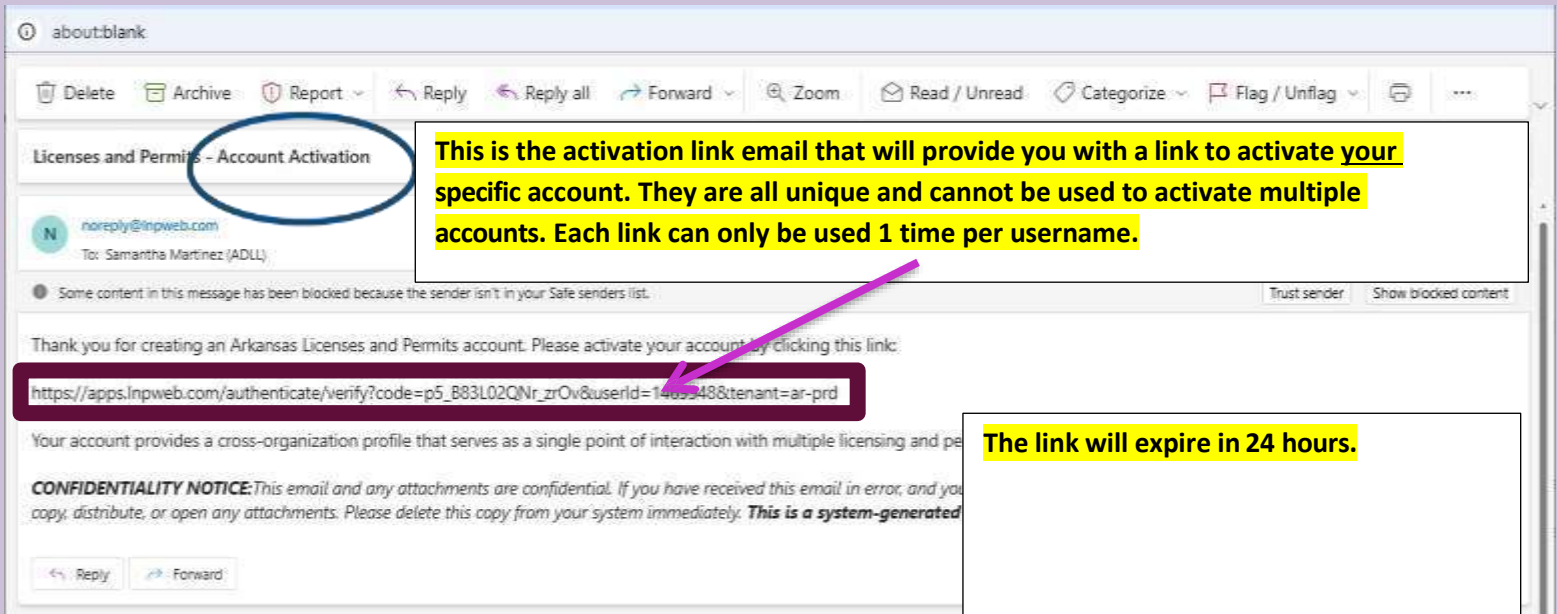 about:blank
Delete Archive Report Reply Reply all Forward Zoom Read / Unread Categorize Flag / Unflag ...
Licenses and Permits - Account Activation
This is the activation link email that will provide you with a link to activate your
specific account. They are all unique and cannot be used to activate multiple
accounts. Each link can only be used 1 time per username.
N
noreply@lnpweb.com
To: Samantha Martinez (ADLL)
Some content in this message has been blocked because the sender isn't in your Safe senders list.
Trust sender Show blocked content
Thank you for creating an Arkansas Licenses and Permits account. Please activate your account by clicking this link:
https://apps.lnpweb.com/authenticate/verify?code=p5_B83L02QNr_zrOv&userId=
Your account provides a cross-organization profile that serves as a single point of interaction with multiple licensing and
The link will expire in 24 hours.
CONFIDENTIALITY NOTICE:This email and any attachments are confidential. If you have received this email in error, and
copy, distribute, or open any attachments. Please delete this copy from your system immediately. This is a system-generated
Reply Forward